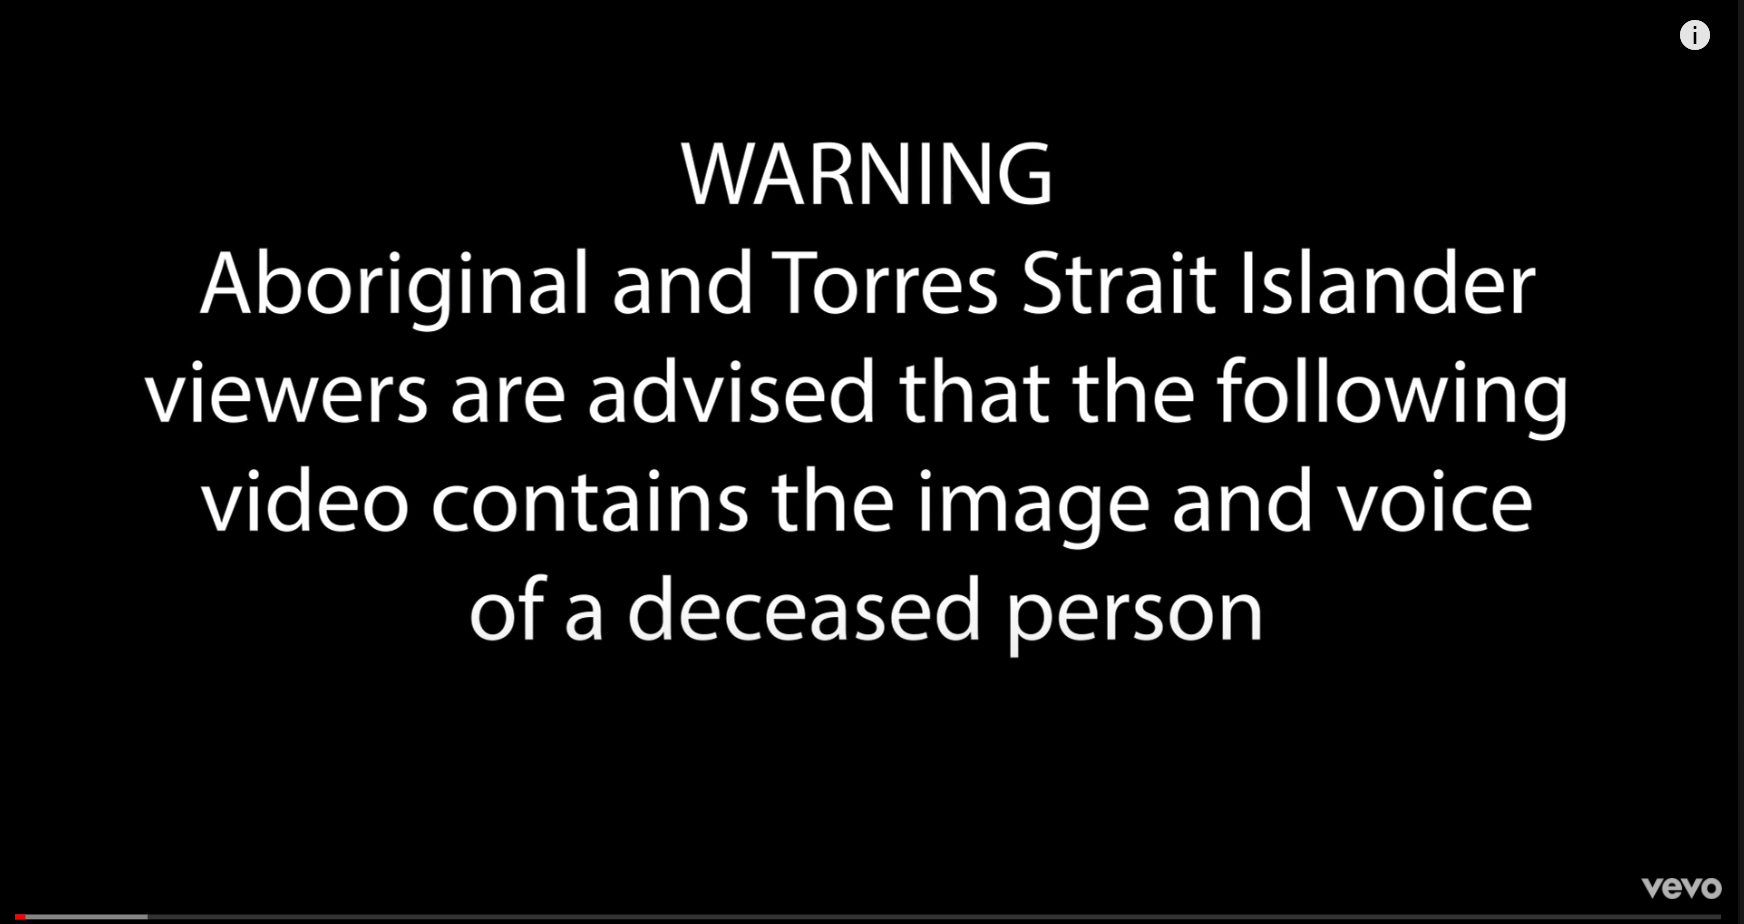 i
WARNING
Aboriginal and Torres Strait Islander
viewers are advised that the following
video contains the image and voice
of a deceased person
vevo